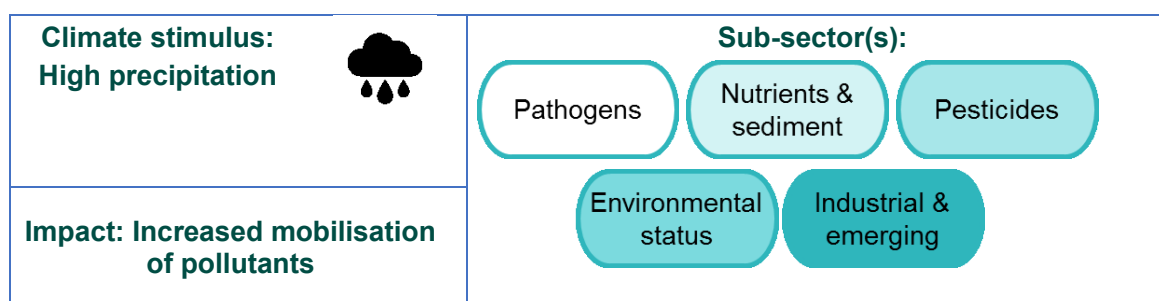 Climate stimulus:
High precipitation
Impact: Increased mobilisation
of pollutants
Sub-sector(s):
Pathogens
Nutrients &
sediment
Pesticides
Environmental
status
Industrial &
emerging